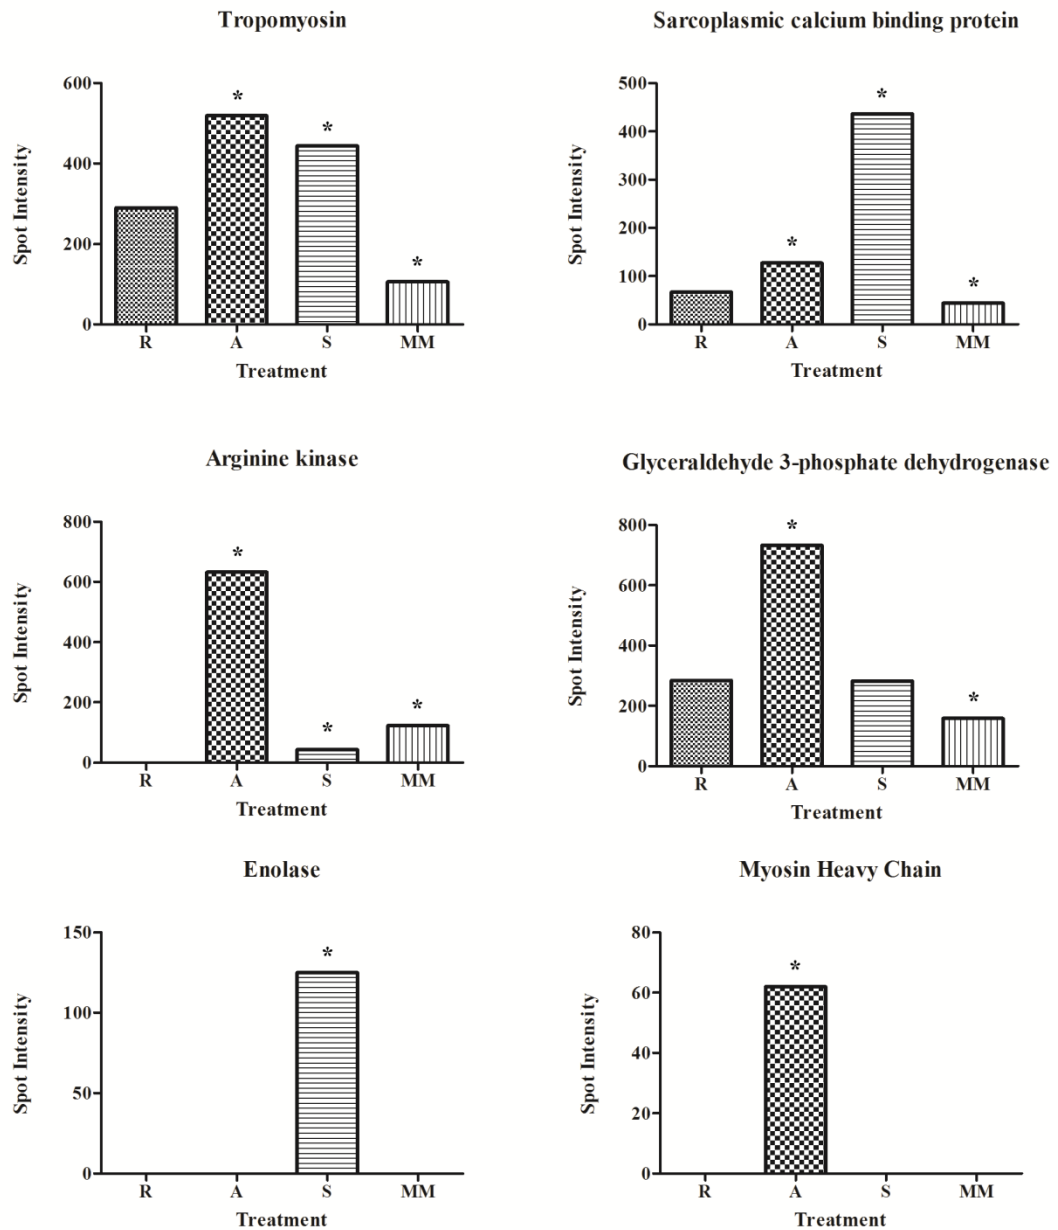 Tropomyosin
600
400
200
0
Spot Intensity
*
*
*
R A S MM
Treatment
Sarcoplasmic calcium binding protein
500
400
300
200
100
0
Spot Intensity
*
*
*
R A S MM
Treatment
Arginine kinase
800
600
400
200
0
Spot Intensity
*
*
*
R A S MM
Treatment
Glyceraldehyde 3-phosphate dehydrogenase
800
600
400
200
0
Spot Intensity
*
*
R A S MM
Treatment
Enolase
150
100
50
0
Spot Intensity
*
R A S MM
Treatment
Myosin Heavy Chain
80
60
40
20
0
Spot Intensity
*
R A S MM
Treatment